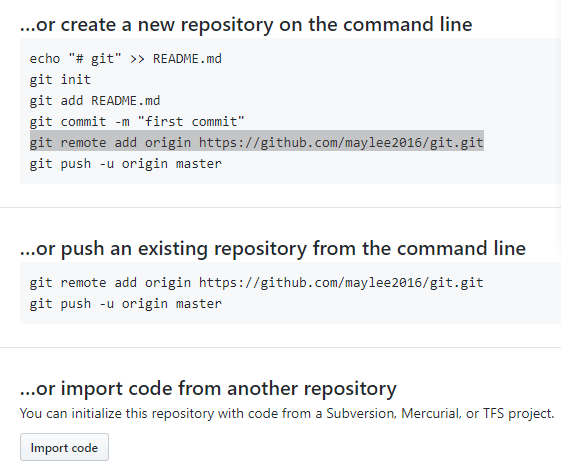 …or create a new repository on the command line
echo "# git" >> README.md
git init
git add README.md
git commit -m "first commit"
git remote add origin https://github.com/maylee2016/git.git
git push -u origin master
…or push an existing repository from the command line
git remote add origin https://github.com/maylee2016/git.git
git push -u origin master
…or import code from another repository
You can initialize this repository with code from a Subversion, Mercurial, or TFS project.
Import code